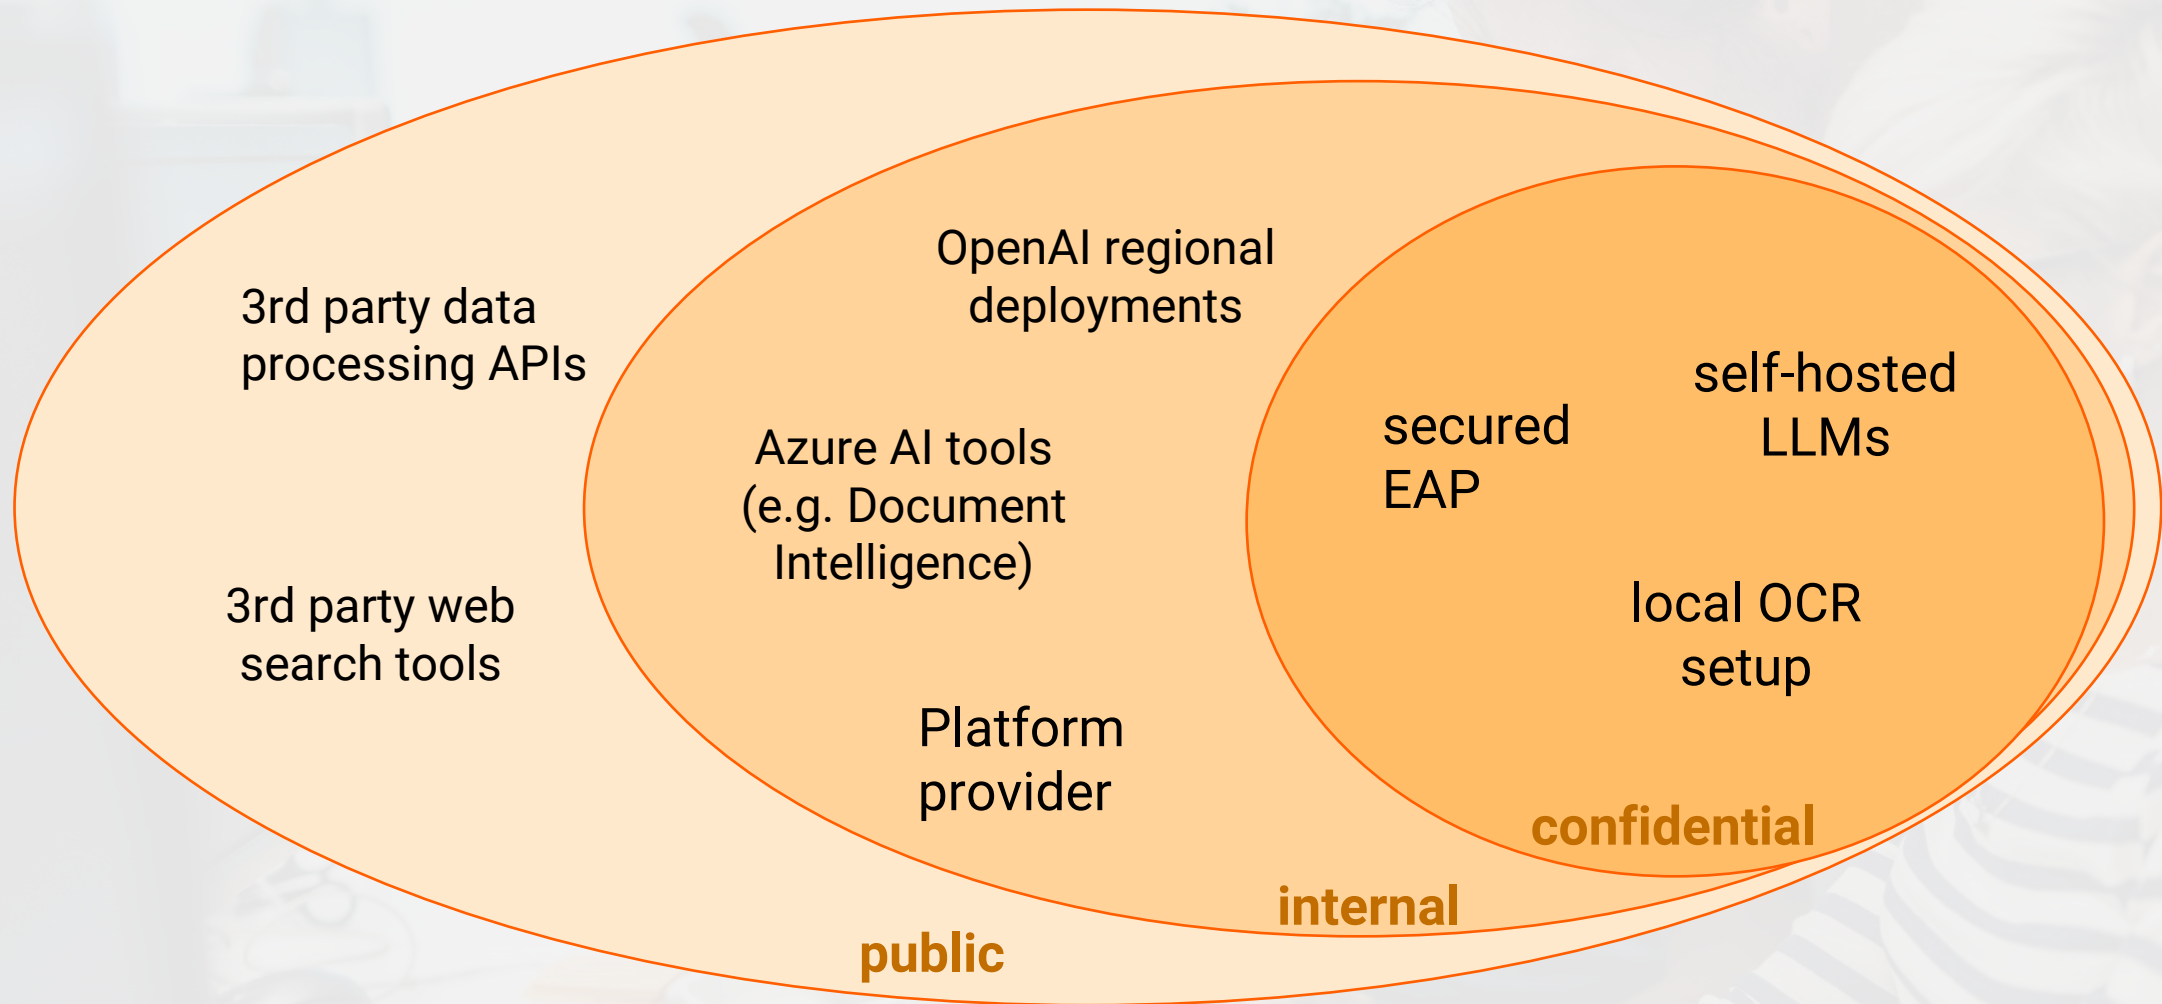 3rd party data
processing APIs
3rd party web
search tools
public
OpenAI regional
deployments
Azure AI tools
(e.g. Document
Intelligence)
Platform
provider
internal
secured
EAP
self-hosted
LLMs
local OCR
setup
confidential